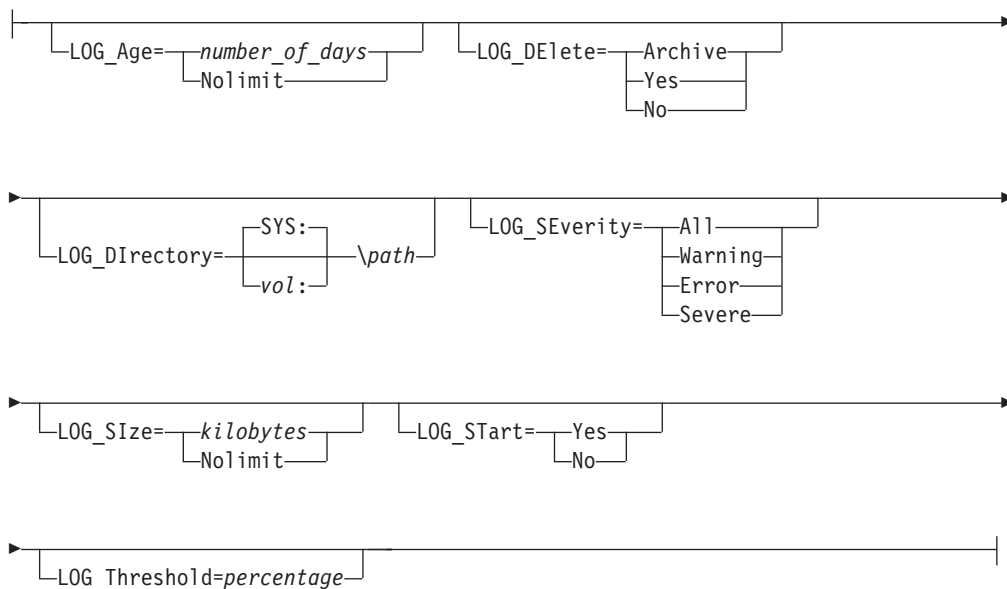 LOG_Age= number_of_days LOG_DElete= Archive
Nolimit Yes
No
SYS: LOG_SEverity= All
LOG_DIrectory= \path Warning
vol: Error
Severe
LOG_SIze= kilobytes LOG_STart= Yes
Nolimit No
LOG Threshold=percentage